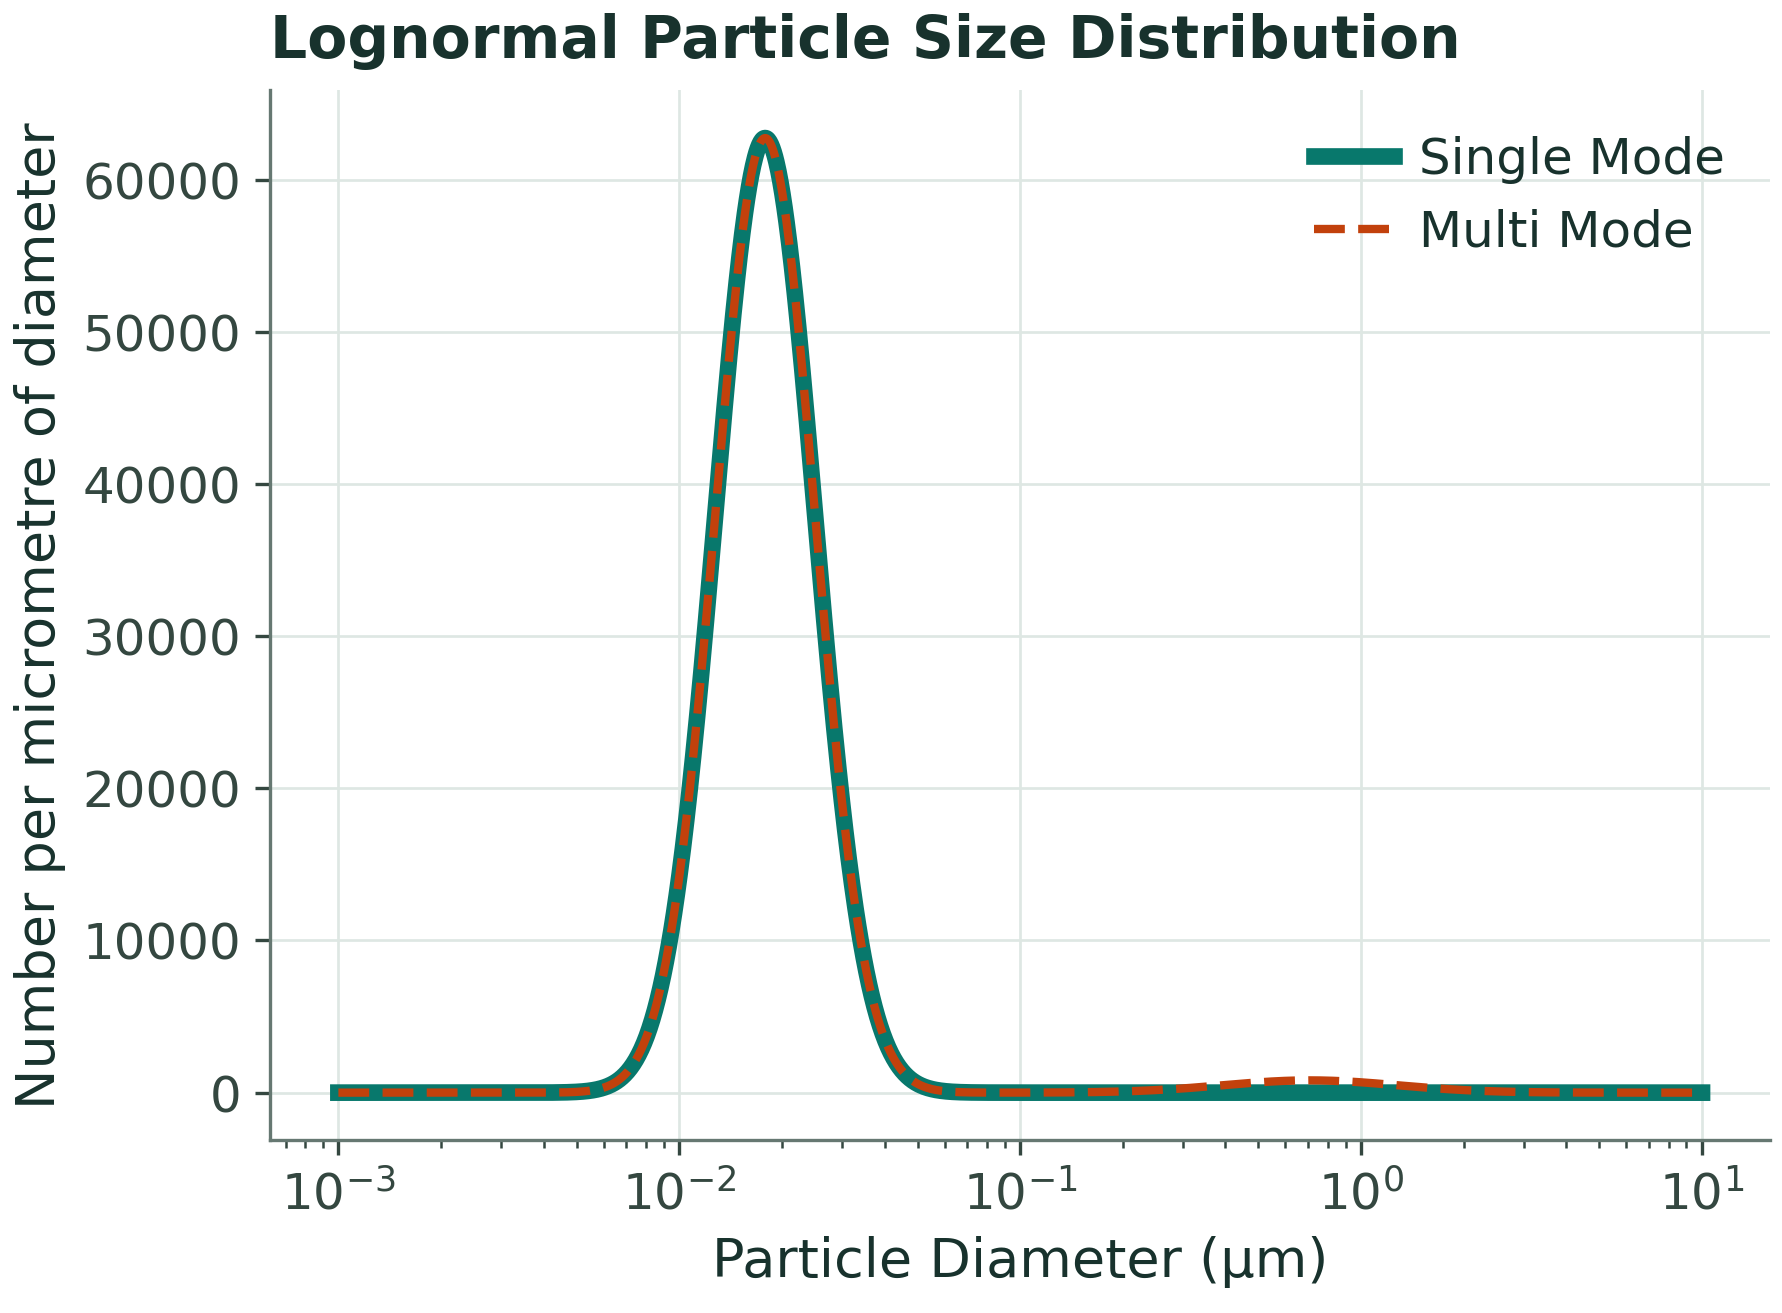 Lognormal Particle Size Distribution
Number per micrometre of diameter
60000
50000
40000
30000
20000
10000
0
Single Mode
Multi Mode
10⁻³ 10⁻² 10⁻¹ 10⁰ 10¹
Particle Diameter (µm)